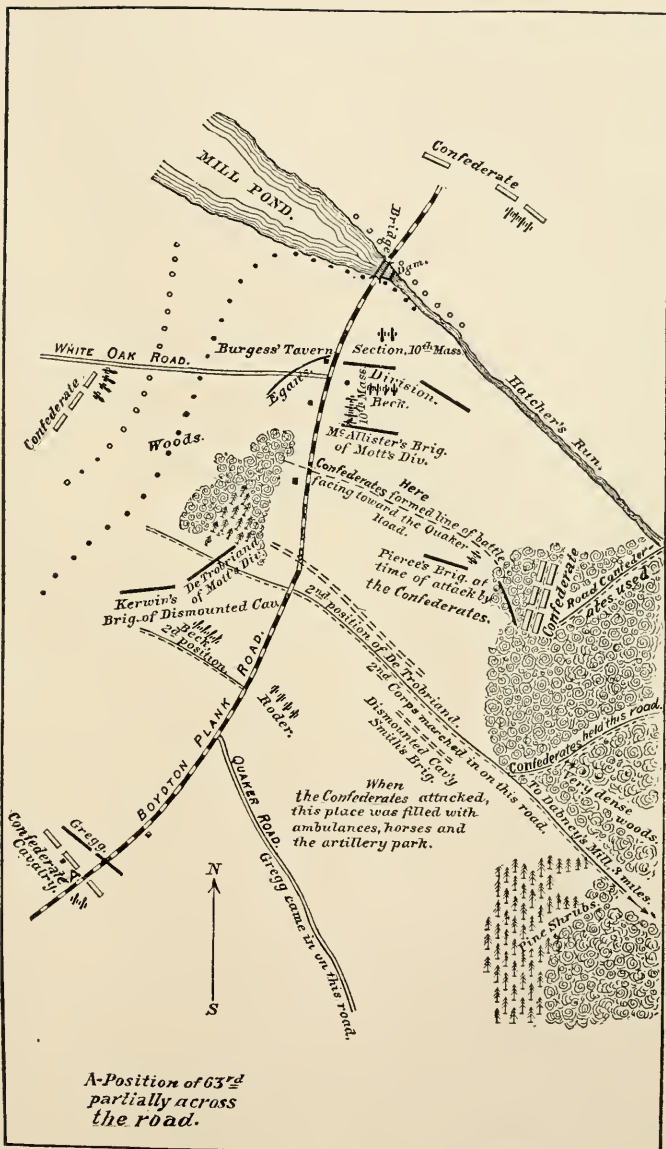 Confederate
MILL POND.
Bridge
Dam.
WHITE OAK ROAD.
Burgess' Tavern
Section, 10th Mass
Egan's
Division.
Beck.
10th Mass
McAllister's Brig.
of Mott's Div.
Hatcher's Run.
Confederate
Woods.
Here
Confederates formed line of battle
facing toward the Quaker
Road.
Pierce's Brig. at
time of attack by
the Confederates.
Confederate
Road Confeder-
ates used.
De Trobriand
of Mott's Div.
Kerwin's
Brig. of Dismounted Cav.
Beck
2d position.
2nd position of De Trobriand.
2nd Corps marched in on this road.
Dismounted Cav'y
Smith's Brig.
Confederates held this road.
Very dense
woods.
To Dabney's Mill, 3 miles.
BOYDTON PLANK ROAD.
Roder.
When
the Confederates attacked,
this place was filled with
ambulances, horses and
the artillery park.
QUAKER ROAD.
Gregg came in on this road.
Gregg.
Confederate
Cavalry.
A
Pine Shrubs.
N
S
A-Position of 63rd
partially across
the road.